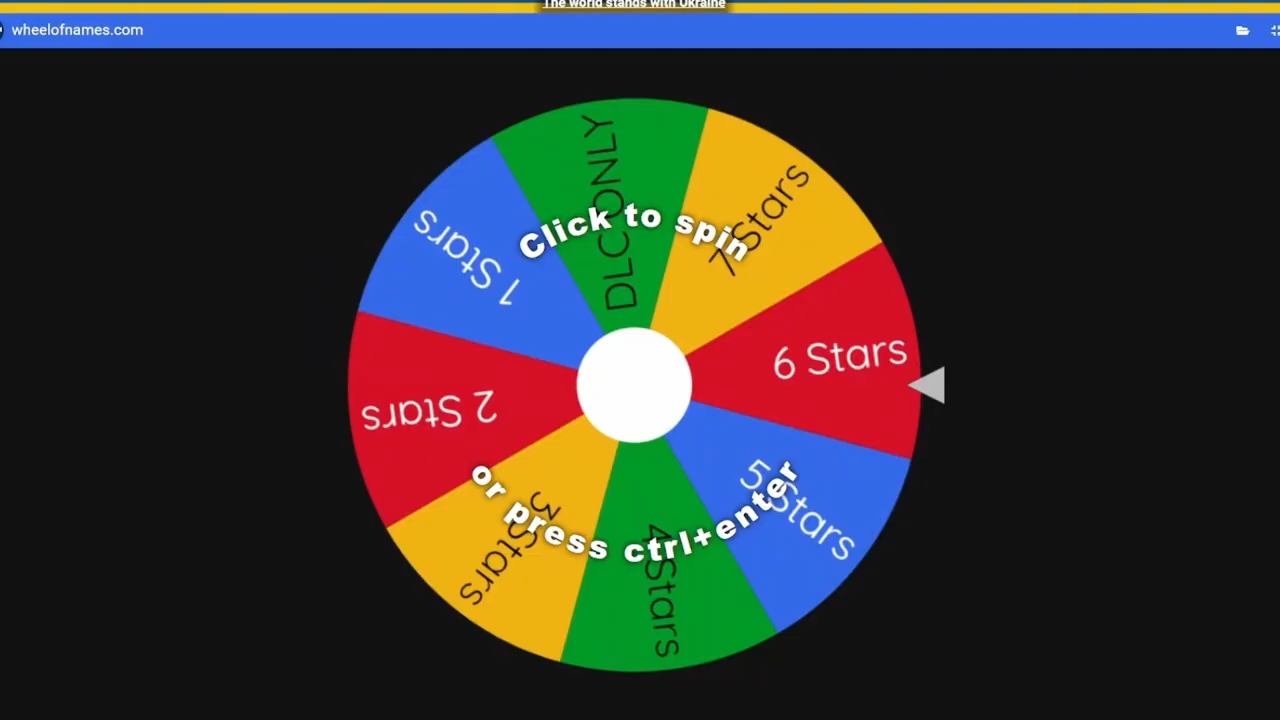 The world stands with Ukraine
wheelofnames.com
DLC ONLY
7 Stars
1 Stars
Click to spin
6 Stars
2 Stars
5 Stars
3 Stars
or press ctrl+enter
4 Stars